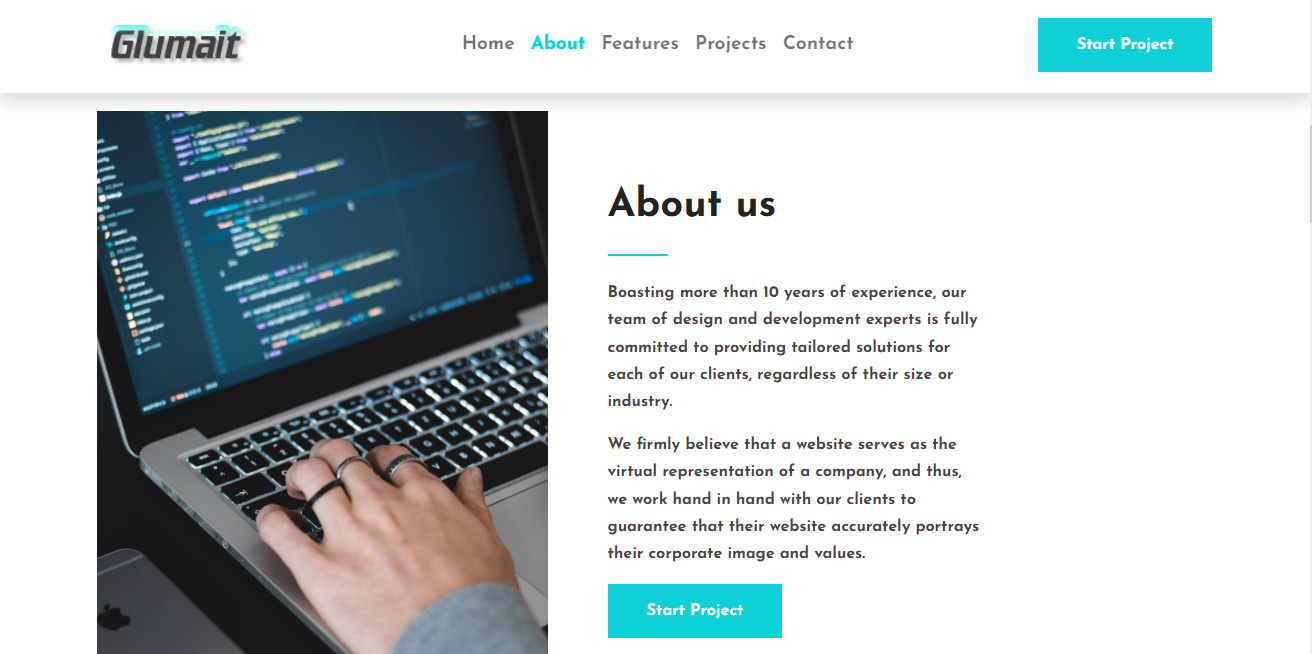 Glumait
Home About Features Projects Contact
Start Project
About us
Boasting more than 10 years of experience, our
team of design and development experts is fully
committed to providing tailored solutions for
each of our clients, regardless of their size or
industry.
We firmly believe that a website serves as the
virtual representation of a company, and thus,
we work hand in hand with our clients to
guarantee that their website accurately portrays
their corporate image and values.
Start Project